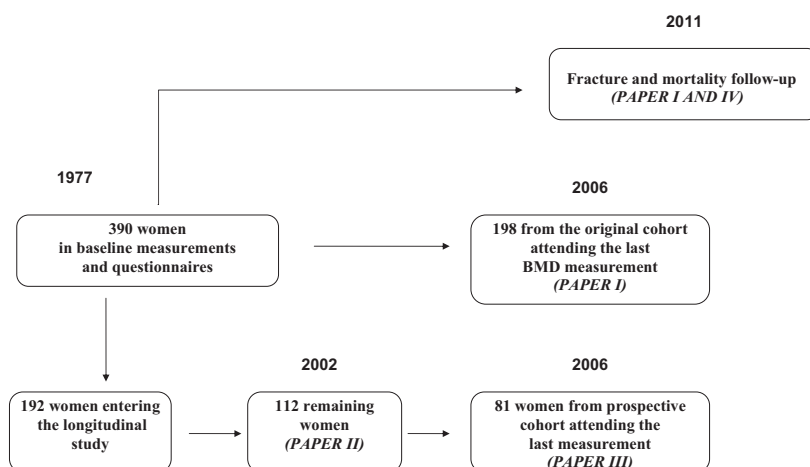 2011
Fracture and mortality follow-up
(PAPER I AND IV)
1977
390 women
in baseline measurements
and questionnaires
2006
198 from the original cohort
attending the last
BMD measurement
(PAPER I)
192 women entering
the longitudinal
study
2002
112 remaining
women
(PAPER II)
2006
81 women from prospective
cohort attending the
last measurement
(PAPER III)